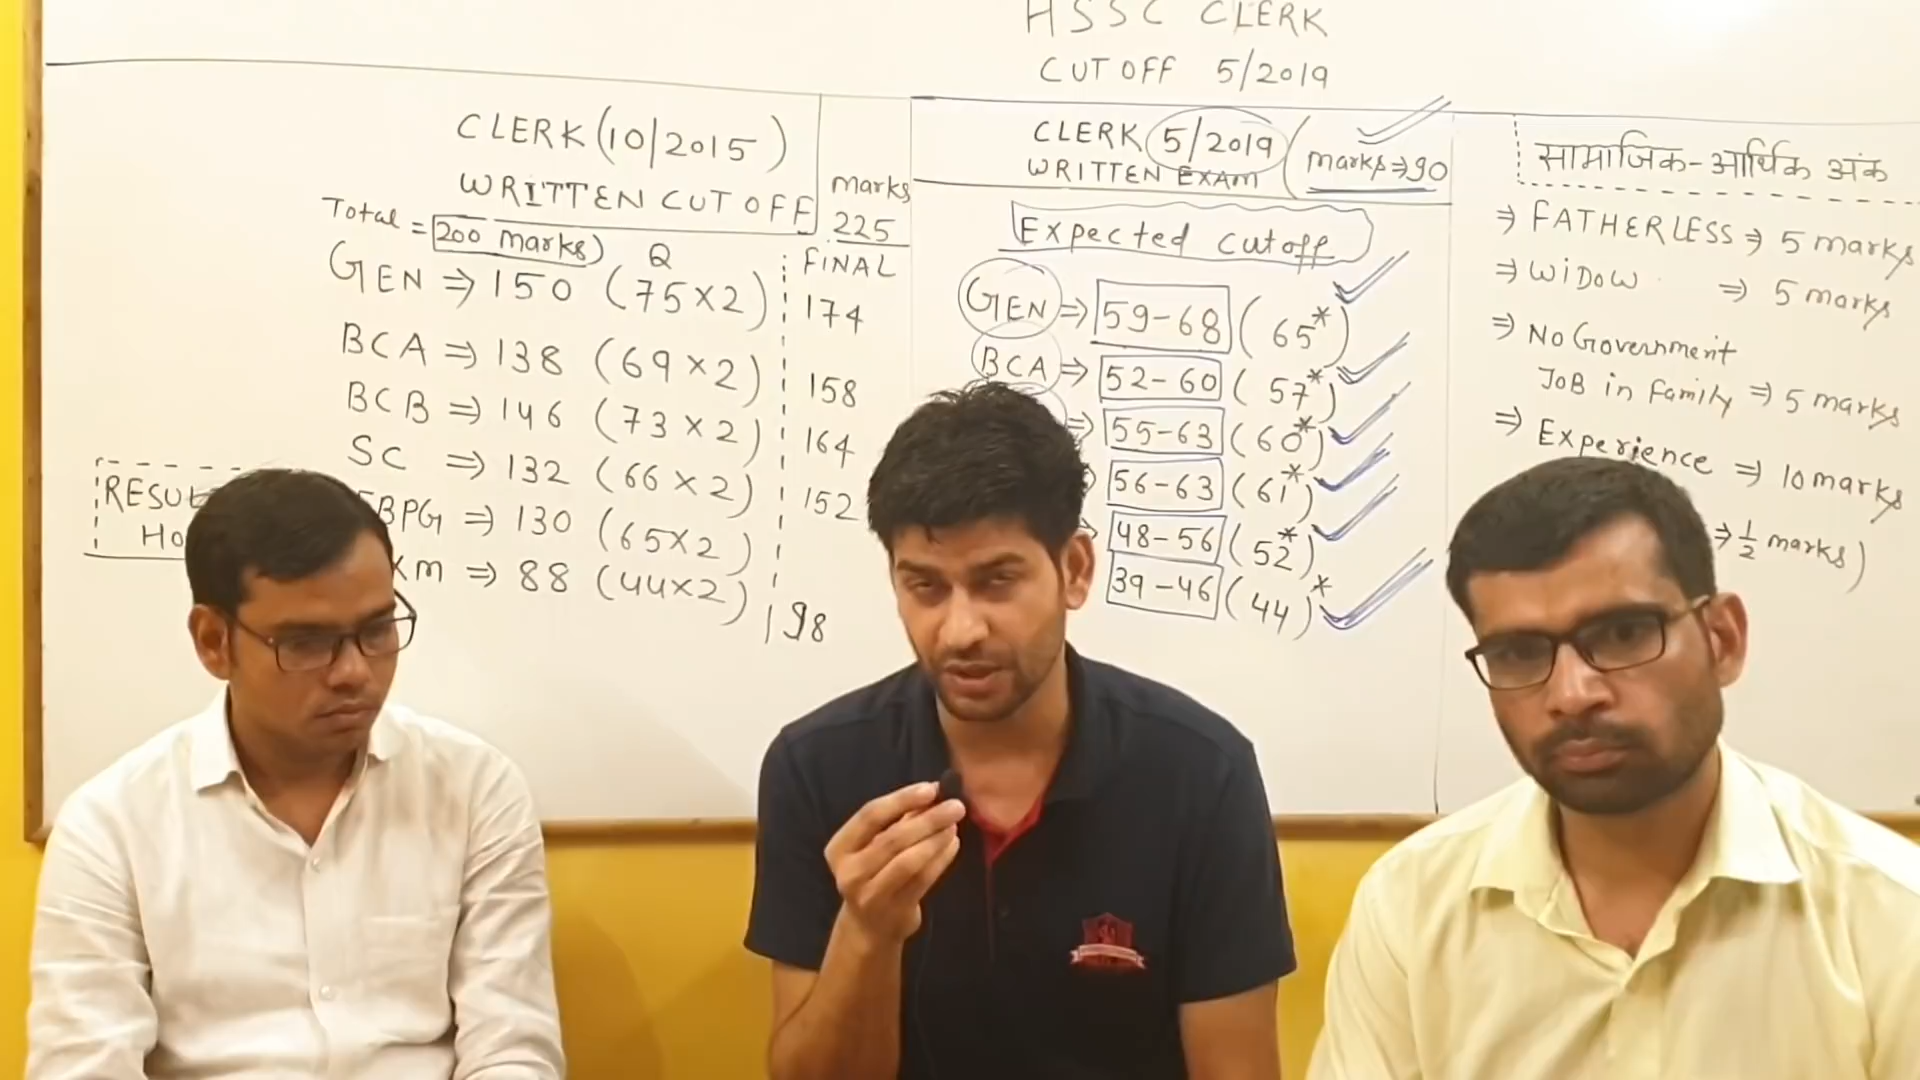 HSSC CLERK
CUT OFF 5/2019
CLERK (10/2015)
WRITTEN CUT OFF
Total = 200 marks) Q
GEN ⇒ 150 (75×2)
BCA ⇒ 138 (69×2)
BCB ⇒ 146 (73×2)
SC ⇒ 132 (66×2)
EBPG ⇒ 130 (65×2)
XM ⇒ 88 (44×2)
marks
225
FINAL
174
158
164
152
198
CLERK 5/2019 (marks⇒90
WRITTEN EXAM
Expected cutoff
GEN ⇒ 59-68 (65*)
BCA ⇒ 52-60 (57*)
⇒ 55-63 (60*)
56-63 (61*)
48-56 (52*)
39-46 (44)*
सामाजिक-आर्थिक अंक
⇒ FATHERLESS ⇒ 5 marks
⇒ WIDOW ⇒ 5 marks
⇒ No Government
JOB in family ⇒ 5 marks
⇒ Experience ⇒ 10 marks
⇒ ½ marks)